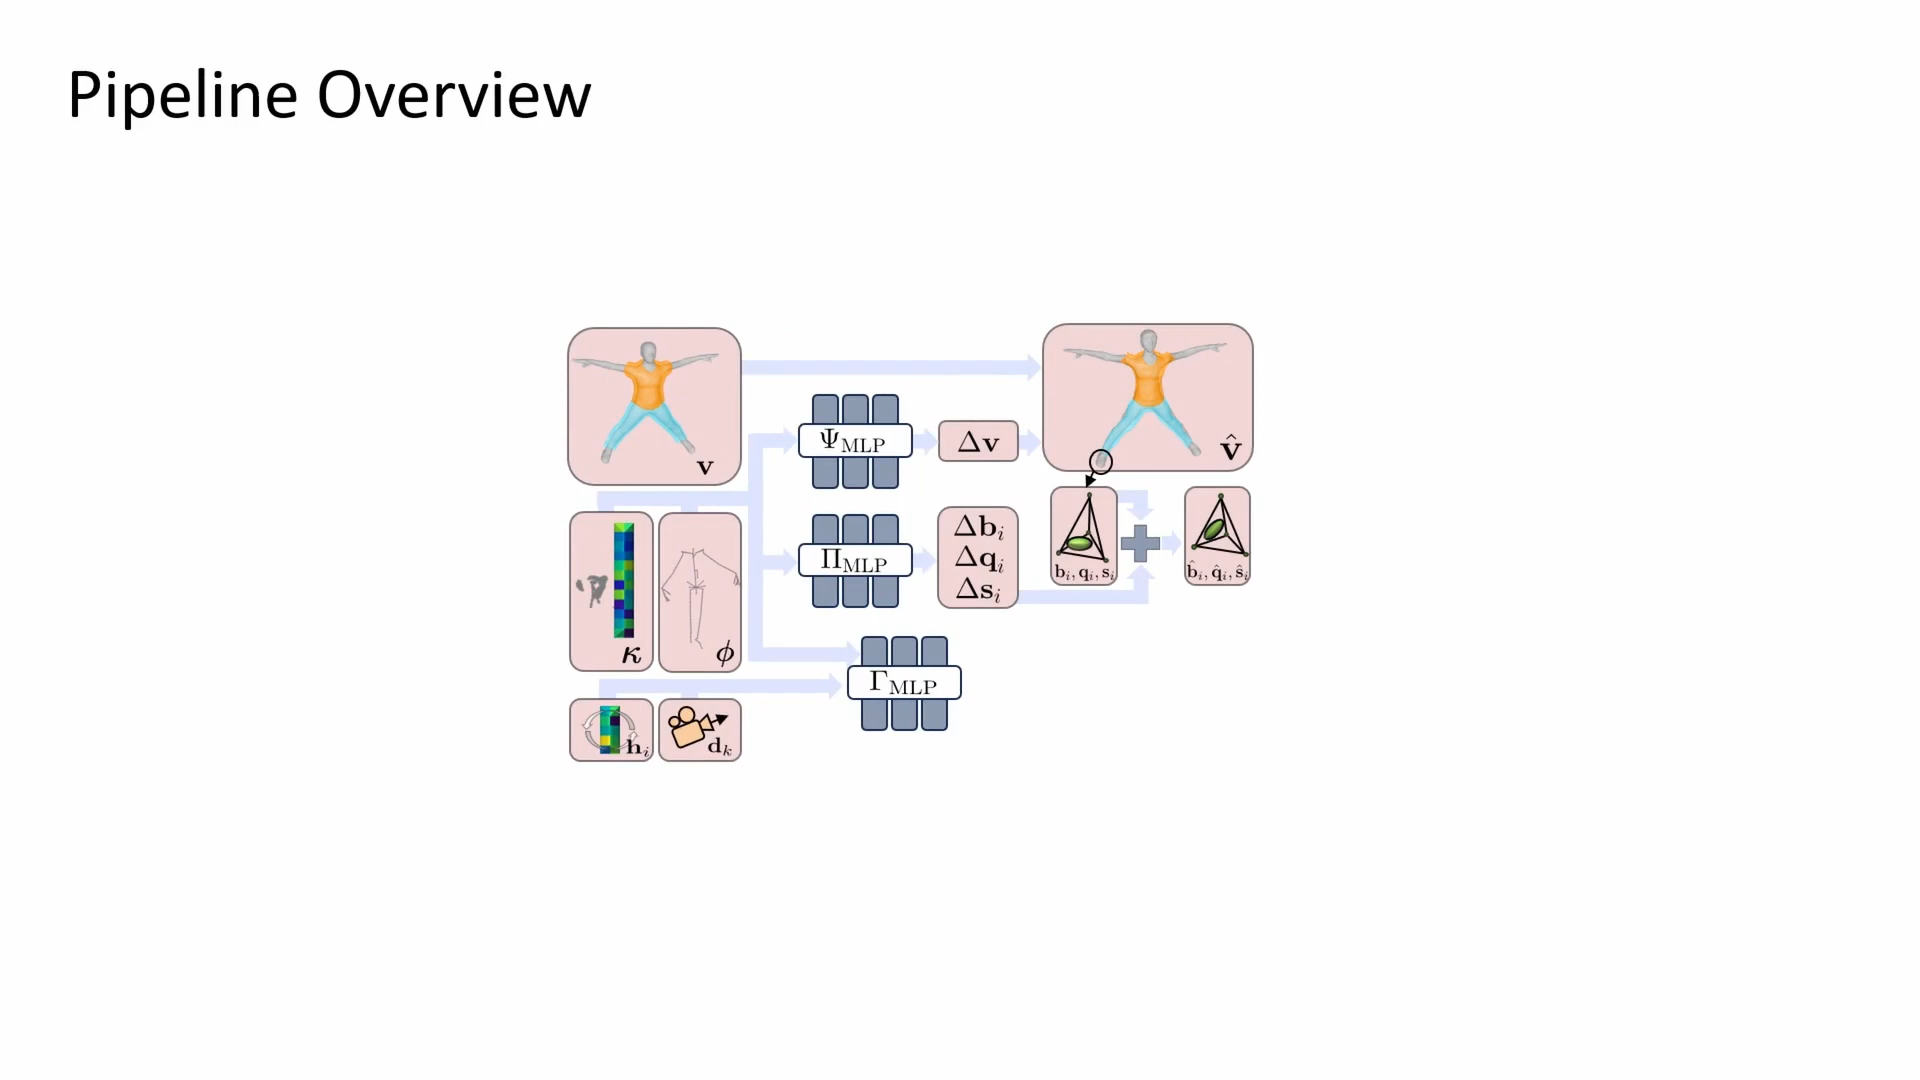 Pipeline Overview
v
v̂
Ψ_MLP
Δv
κ
ϕ
Π_MLP
Δb_i
Δq_i
Δs_i
b_i, q_i, s_i
b̂_i, q̂_i, ŝ_i
Γ_MLP
h_i
d_k